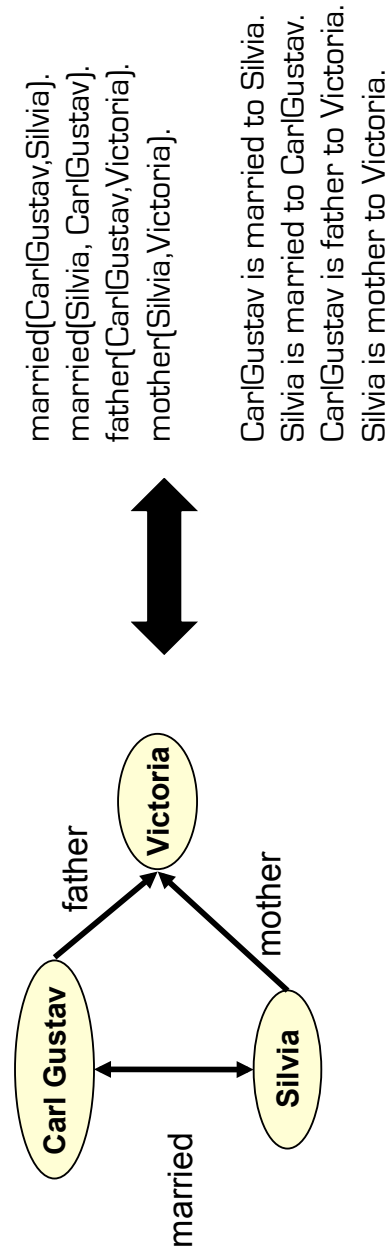 Carl Gustav
married
father
Victoria
mother
Silvia
married(CarlGustav,Silvia).
married(Silvia, CarlGustav).
father(CarlGustav,Victoria).
mother(Silvia,Victoria).
CarlGustav is married to Silvia.
Silvia is married to CarlGustav.
CarlGustav is father to Victoria.
Silvia is mother to Victoria.